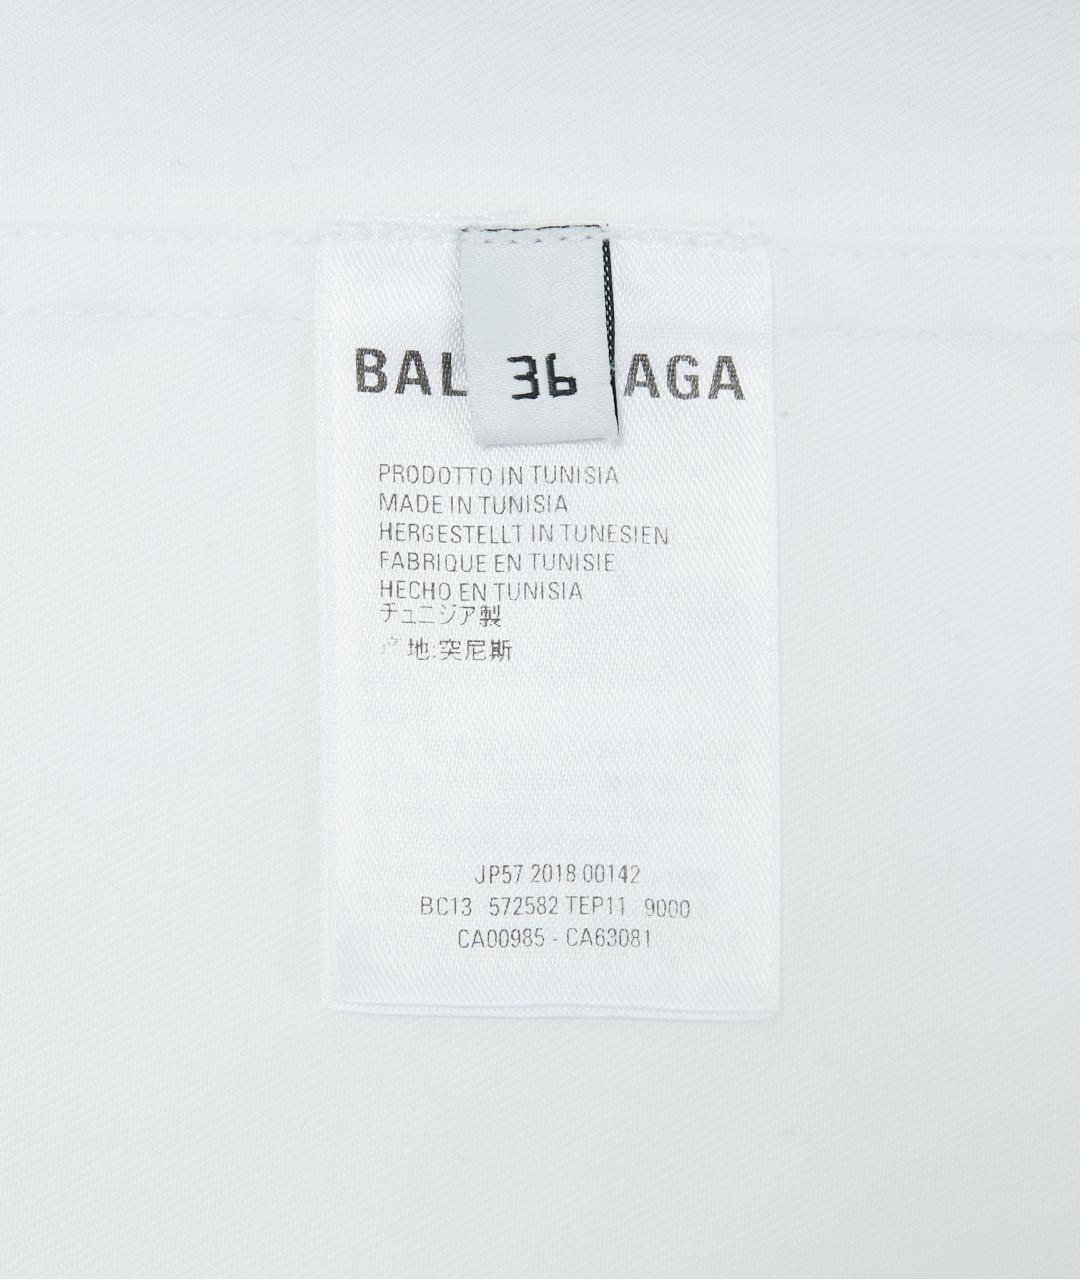 BAL AGA
36
PRODOTTO IN TUNISIA
MADE IN TUNISIA
HERGESTELLT IN TUNESIEN
FABRIQUE EN TUNISIE
HECHO EN TUNISIA
チュニジア製
产地:突尼斯
JP57 2018 00142
BC13 572582 TEP11 9000
CA00985 - CA63081